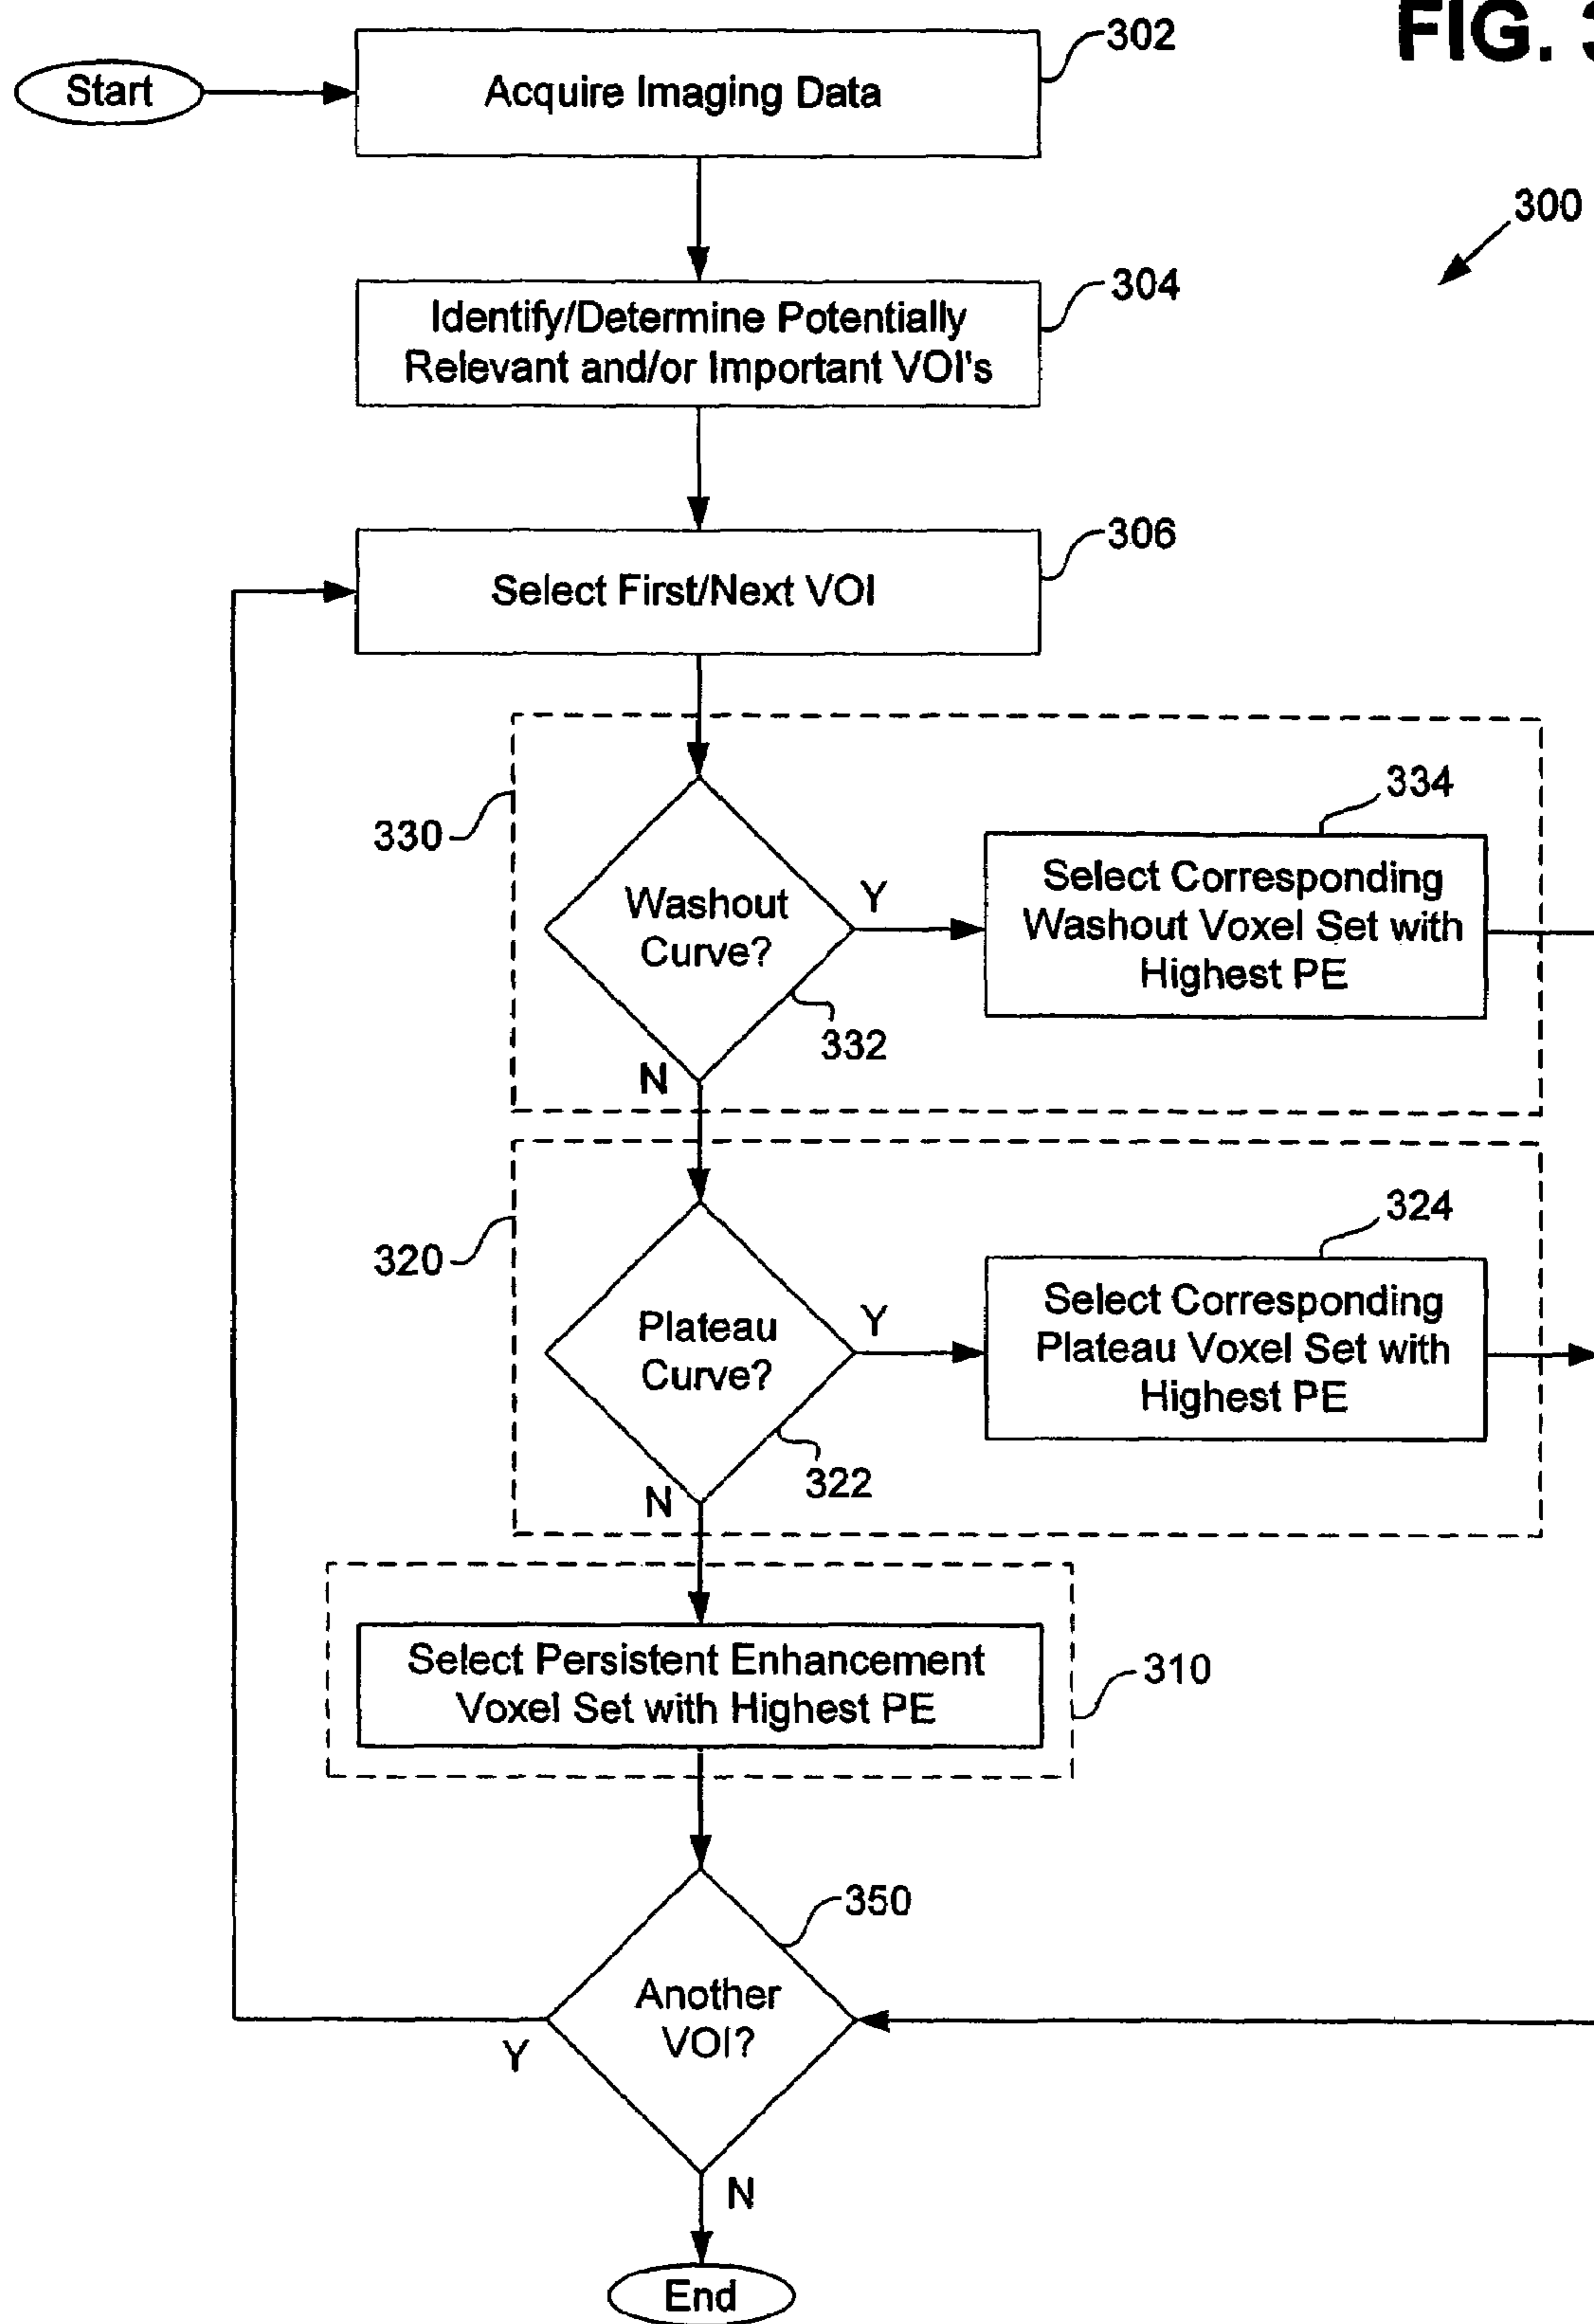 FIG. 3
302
Start
Acquire Imaging Data
300
304
Identify/Determine Potentially
Relevant and/or Important VOI's
306
Select First/Next VOI
334
330
Washout
Curve?
Y
Select Corresponding
Washout Voxel Set with
Highest PE
332
N
324
320
Plateau
Curve?
Y
Select Corresponding
Plateau Voxel Set with
Highest PE
322
N
Select Persistent Enhancement
Voxel Set with Highest PE
310
350
Another
VOI?
Y
N
End